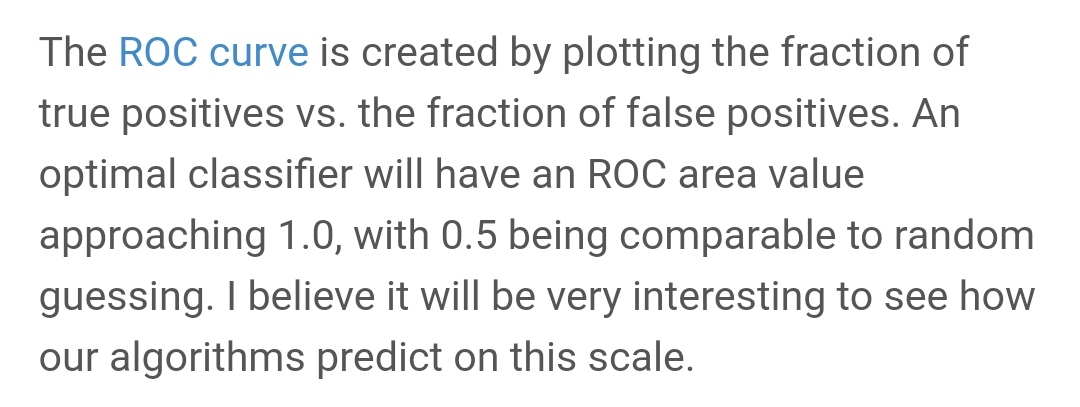 The ROC curve is created by plotting the fraction of
true positives vs. the fraction of false positives. An
optimal classifier will have an ROC area value
approaching 1.0, with 0.5 being comparable to random
guessing. I believe it will be very interesting to see how
our algorithms predict on this scale.